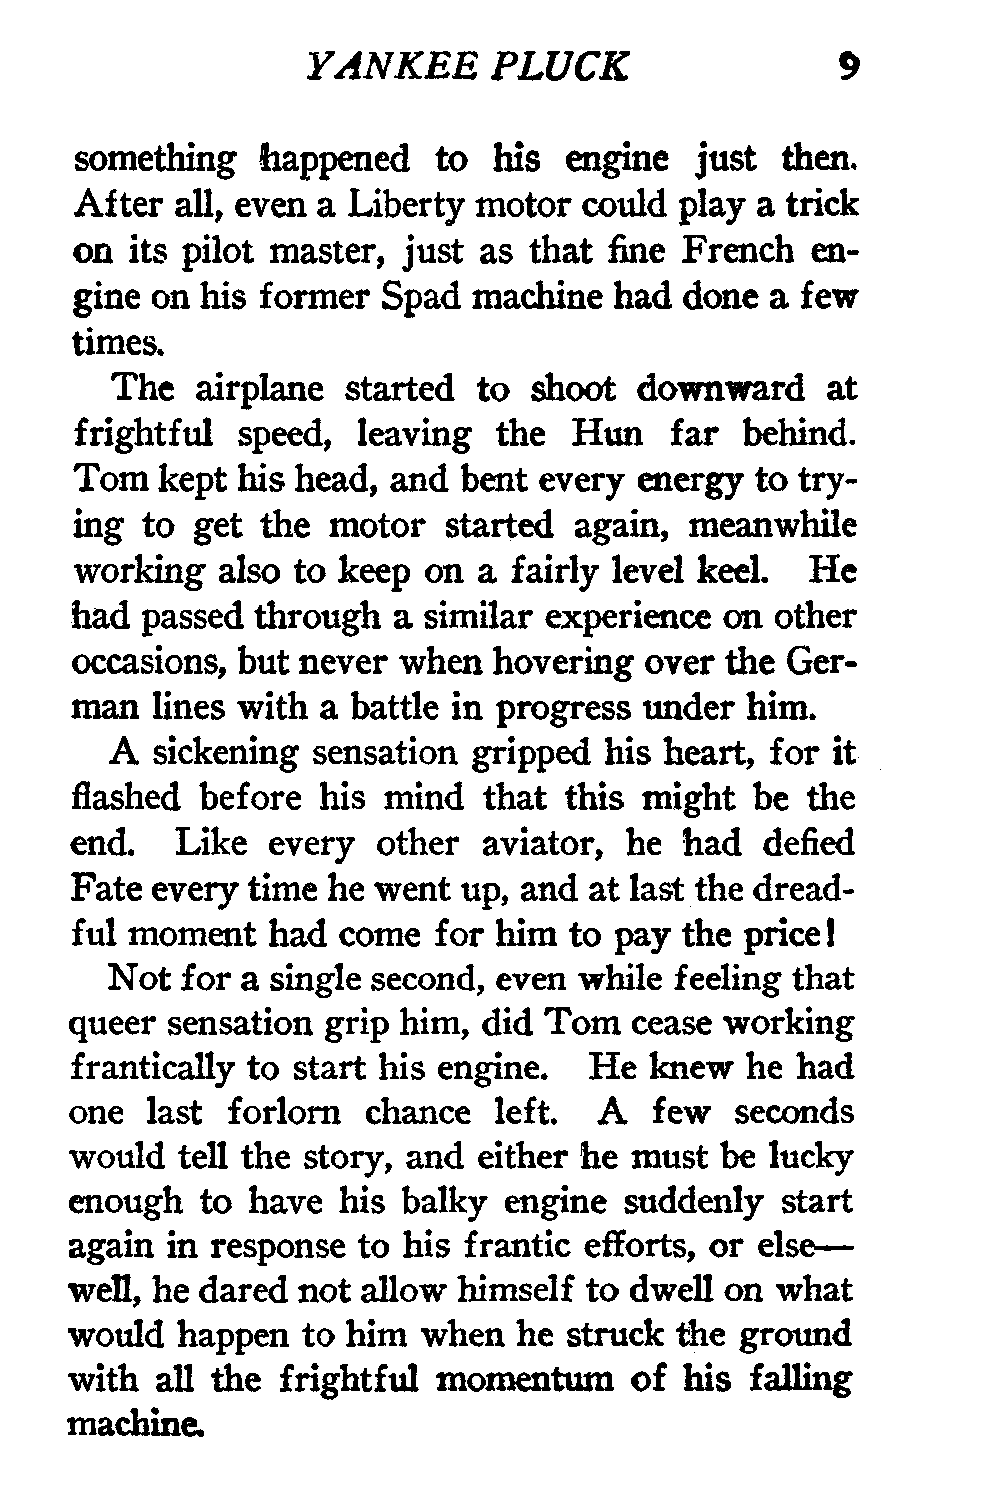 YANKEE PLUCK 9
something happened to his engine just then.
After all, even a Liberty motor could play a trick
on its pilot master, just as that fine French en-
gine on his former Spad machine had done a few
times.
The airplane started to shoot downward at
frightful speed, leaving the Hun far behind.
Tom kept his head, and bent every energy to try-
ing to get the motor started again, meanwhile
working also to keep on a fairly level keel. He
had passed through a similar experience on other
occasions, but never when hovering over the Ger-
man lines with a battle in progress under him.
A sickening sensation gripped his heart, for it
flashed before his mind that this might be the
end. Like every other aviator, he had defied
Fate every time he went up, and at last the dread-
ful moment had come for him to pay the price!
Not for a single second, even while feeling that
queer sensation grip him, did Tom cease working
frantically to start his engine. He knew he had
one last forlorn chance left. A few seconds
would tell the story, and either he must be lucky
enough to have his balky engine suddenly start
again in response to his frantic efforts, or else—
well, he dared not allow himself to dwell on what
would happen to him when he struck the ground
with all the frightful momentum of his falling
machine.